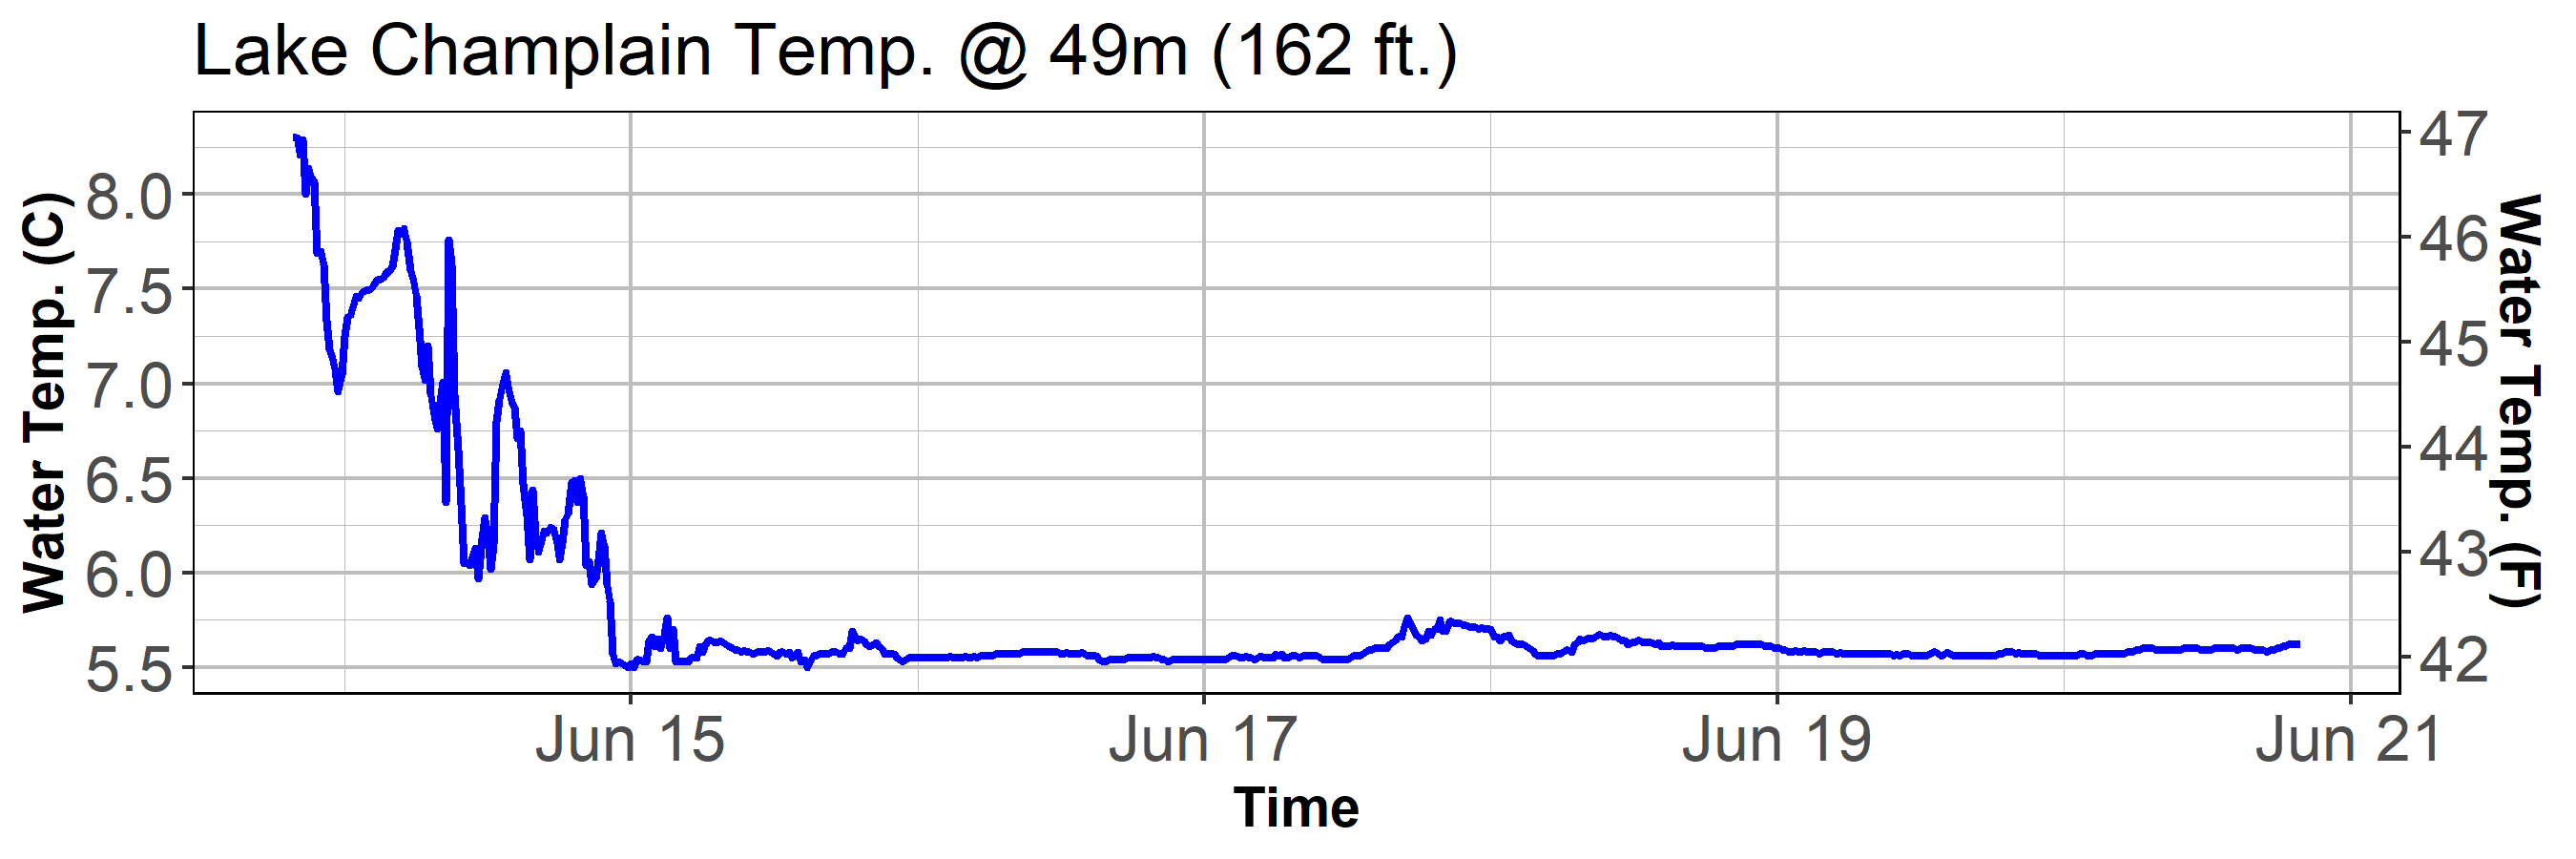 Lake Champlain Temp. @ 49m (162 ft.)
Water Temp. (C)
8.0
7.5
7.0
6.5
6.0
5.5
47
46
45
44
43
42
Water Temp. (F)
Jun 15
Jun 17
Jun 19
Jun 21
Time